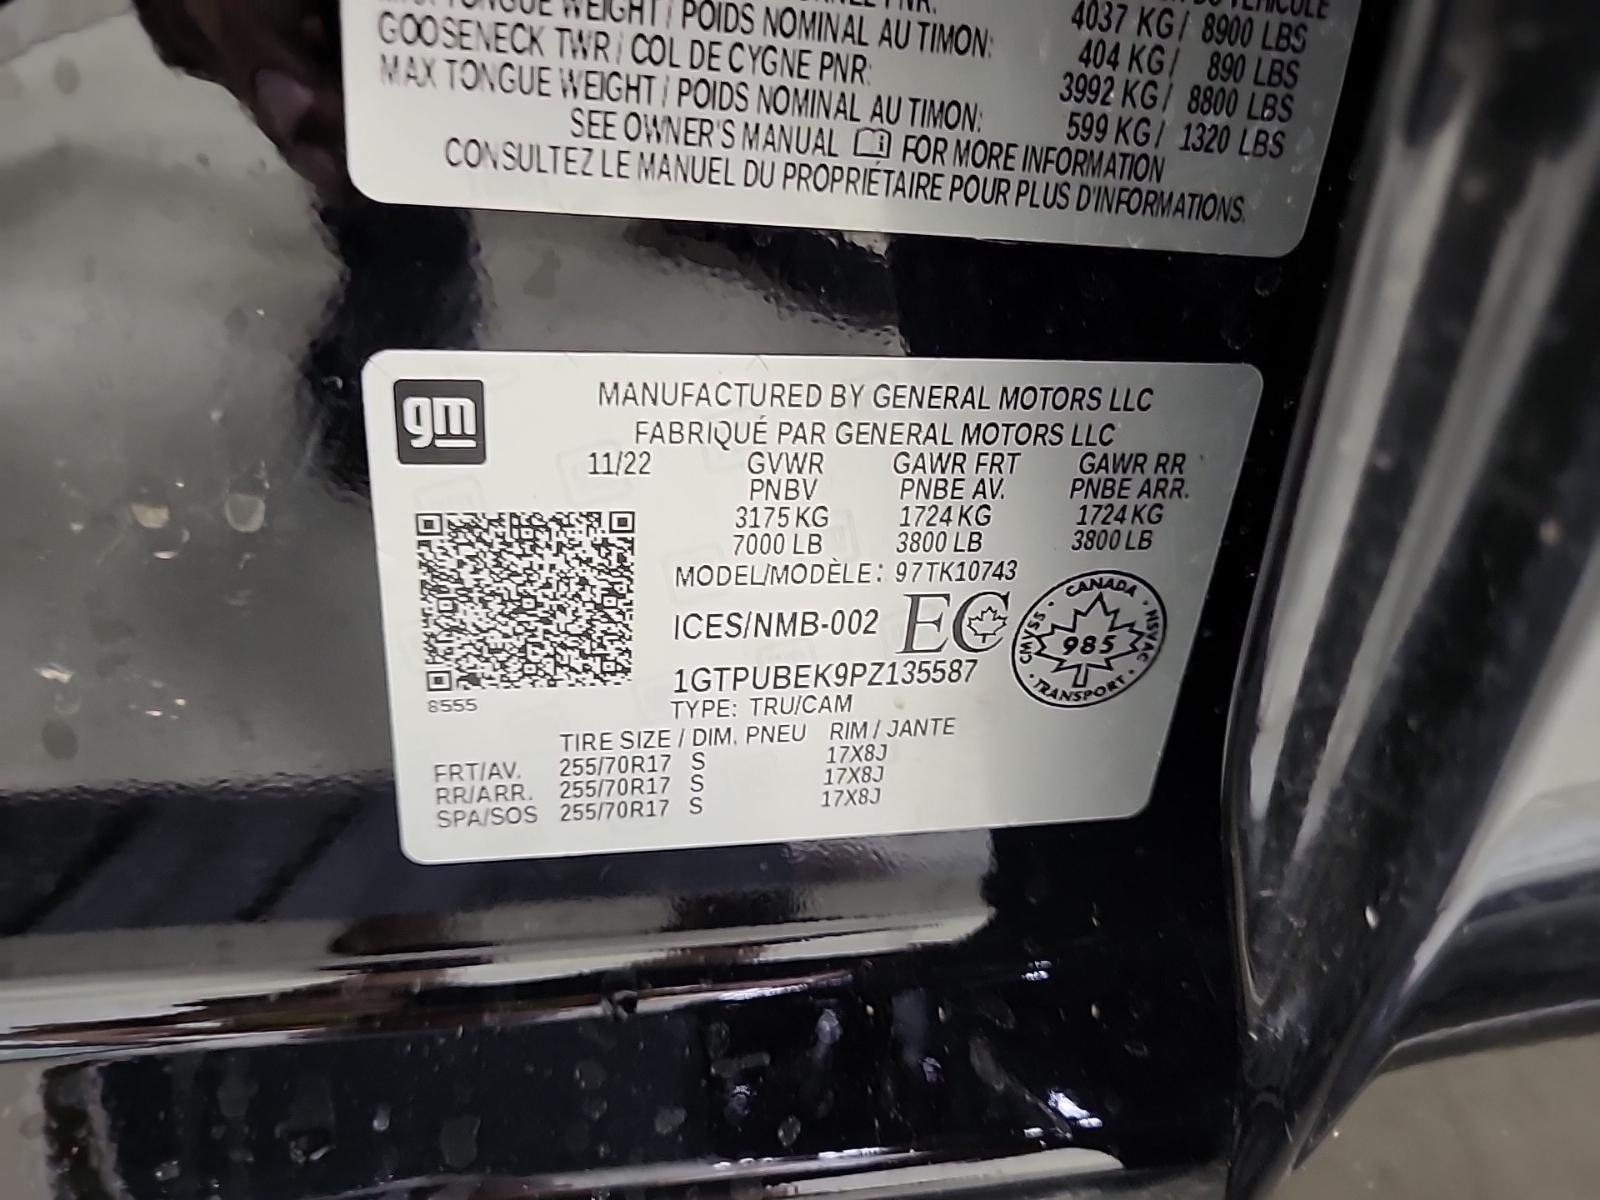 TONGUE WEIGHT / POIDS NOMINAL AU TIMON: 4037 KG / 8900 LBS
GOOSENECK TWR / COL DE CYGNE PNR: 404 KG / 890 LBS
MAX TONGUE WEIGHT / POIDS NOMINAL AU TIMON: 3992 KG / 8800 LBS
599 KG / 1320 LBS
SEE OWNER'S MANUAL FOR MORE INFORMATION
CONSULTEZ LE MANUEL DU PROPRIÉTAIRE POUR PLUS D'INFORMATIONS.
gm
MANUFACTURED BY GENERAL MOTORS LLC
FABRIQUÉ PAR GENERAL MOTORS LLC
11/22 GVWR GAWR FRT GAWR RR
PNBV PNBE AV. PNBE ARR.
3175 KG 1724 KG 1724 KG
7000 LB 3800 LB 3800 LB
MODEL/MODÈLE: 97TK10743
ICES/NMB-002 EC
CANADA CMVSS 985 NSVAC TRANSPORT
1GTPUBEK9PZ135587
8555
TYPE: TRU/CAM
TIRE SIZE / DIM. PNEU RIM / JANTE
FRT/AV. 255/70R17 S 17X8J
RR/ARR. 255/70R17 S 17X8J
SPA/SOS 255/70R17 S 17X8J